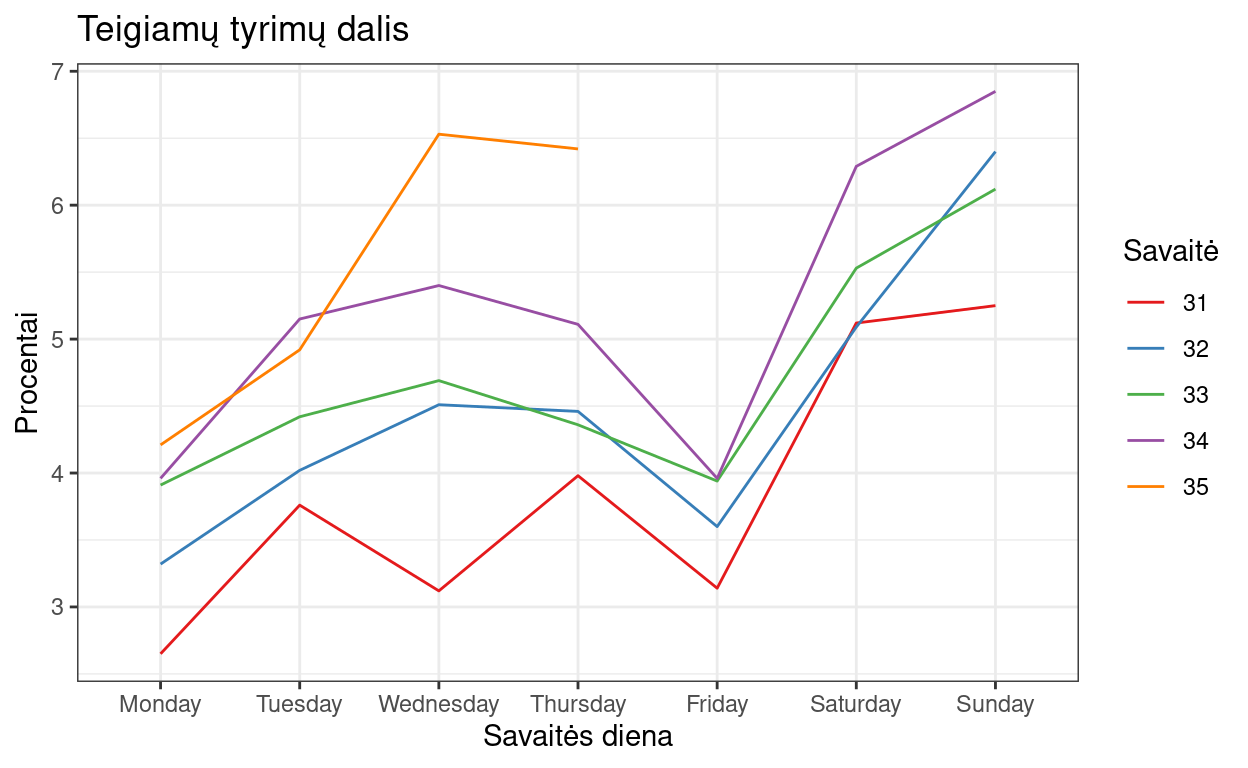 Teigiamų tyrimų dalis
Procentai
7
6
5
4
3
Monday Tuesday Wednesday Thursday Friday Saturday Sunday
Savaitės diena
Savaitė
31
32
33
34
35